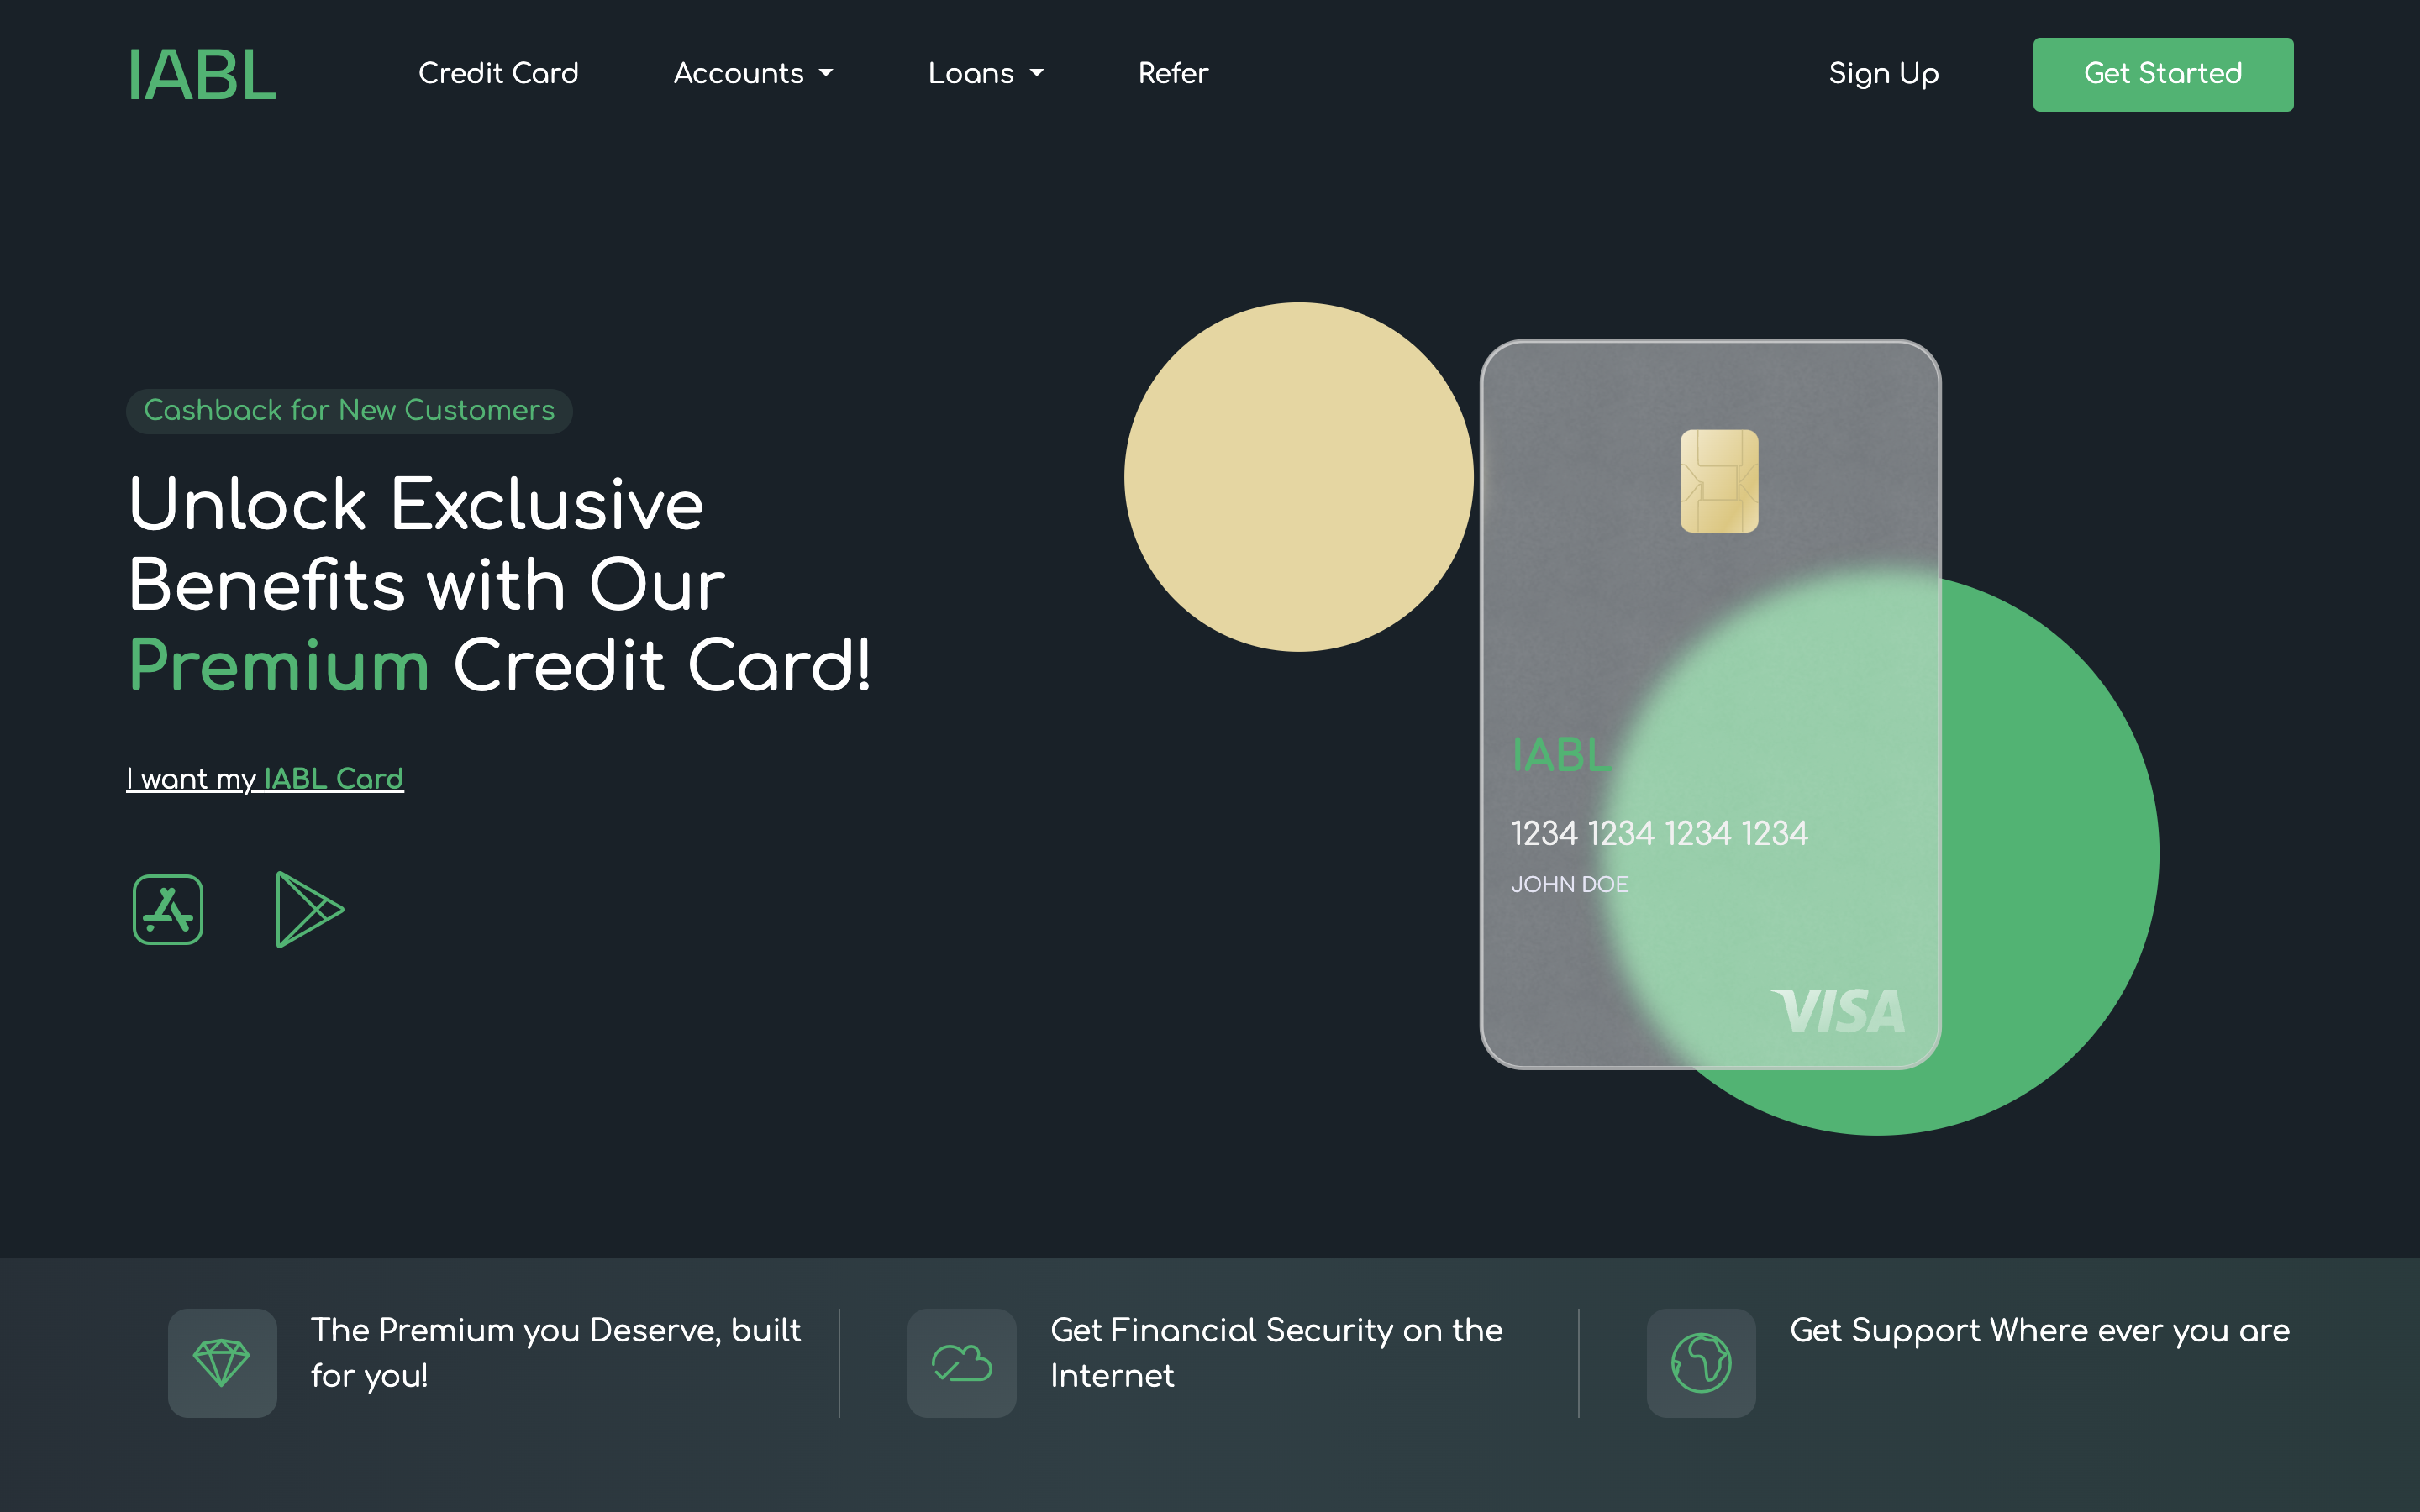 IABL
Credit Card
Accounts
Loans
Refer
Sign Up
Get Started
Cashback for New Customers
Unlock Exclusive
Benefits with Our
Premium Credit Card!
I want my IABL Card
IABL
1234 1234 1234 1234
JOHN DOE
VISA
The Premium you Deserve, built
for you!
Get Financial Security on the
Internet
Get Support Where ever you are